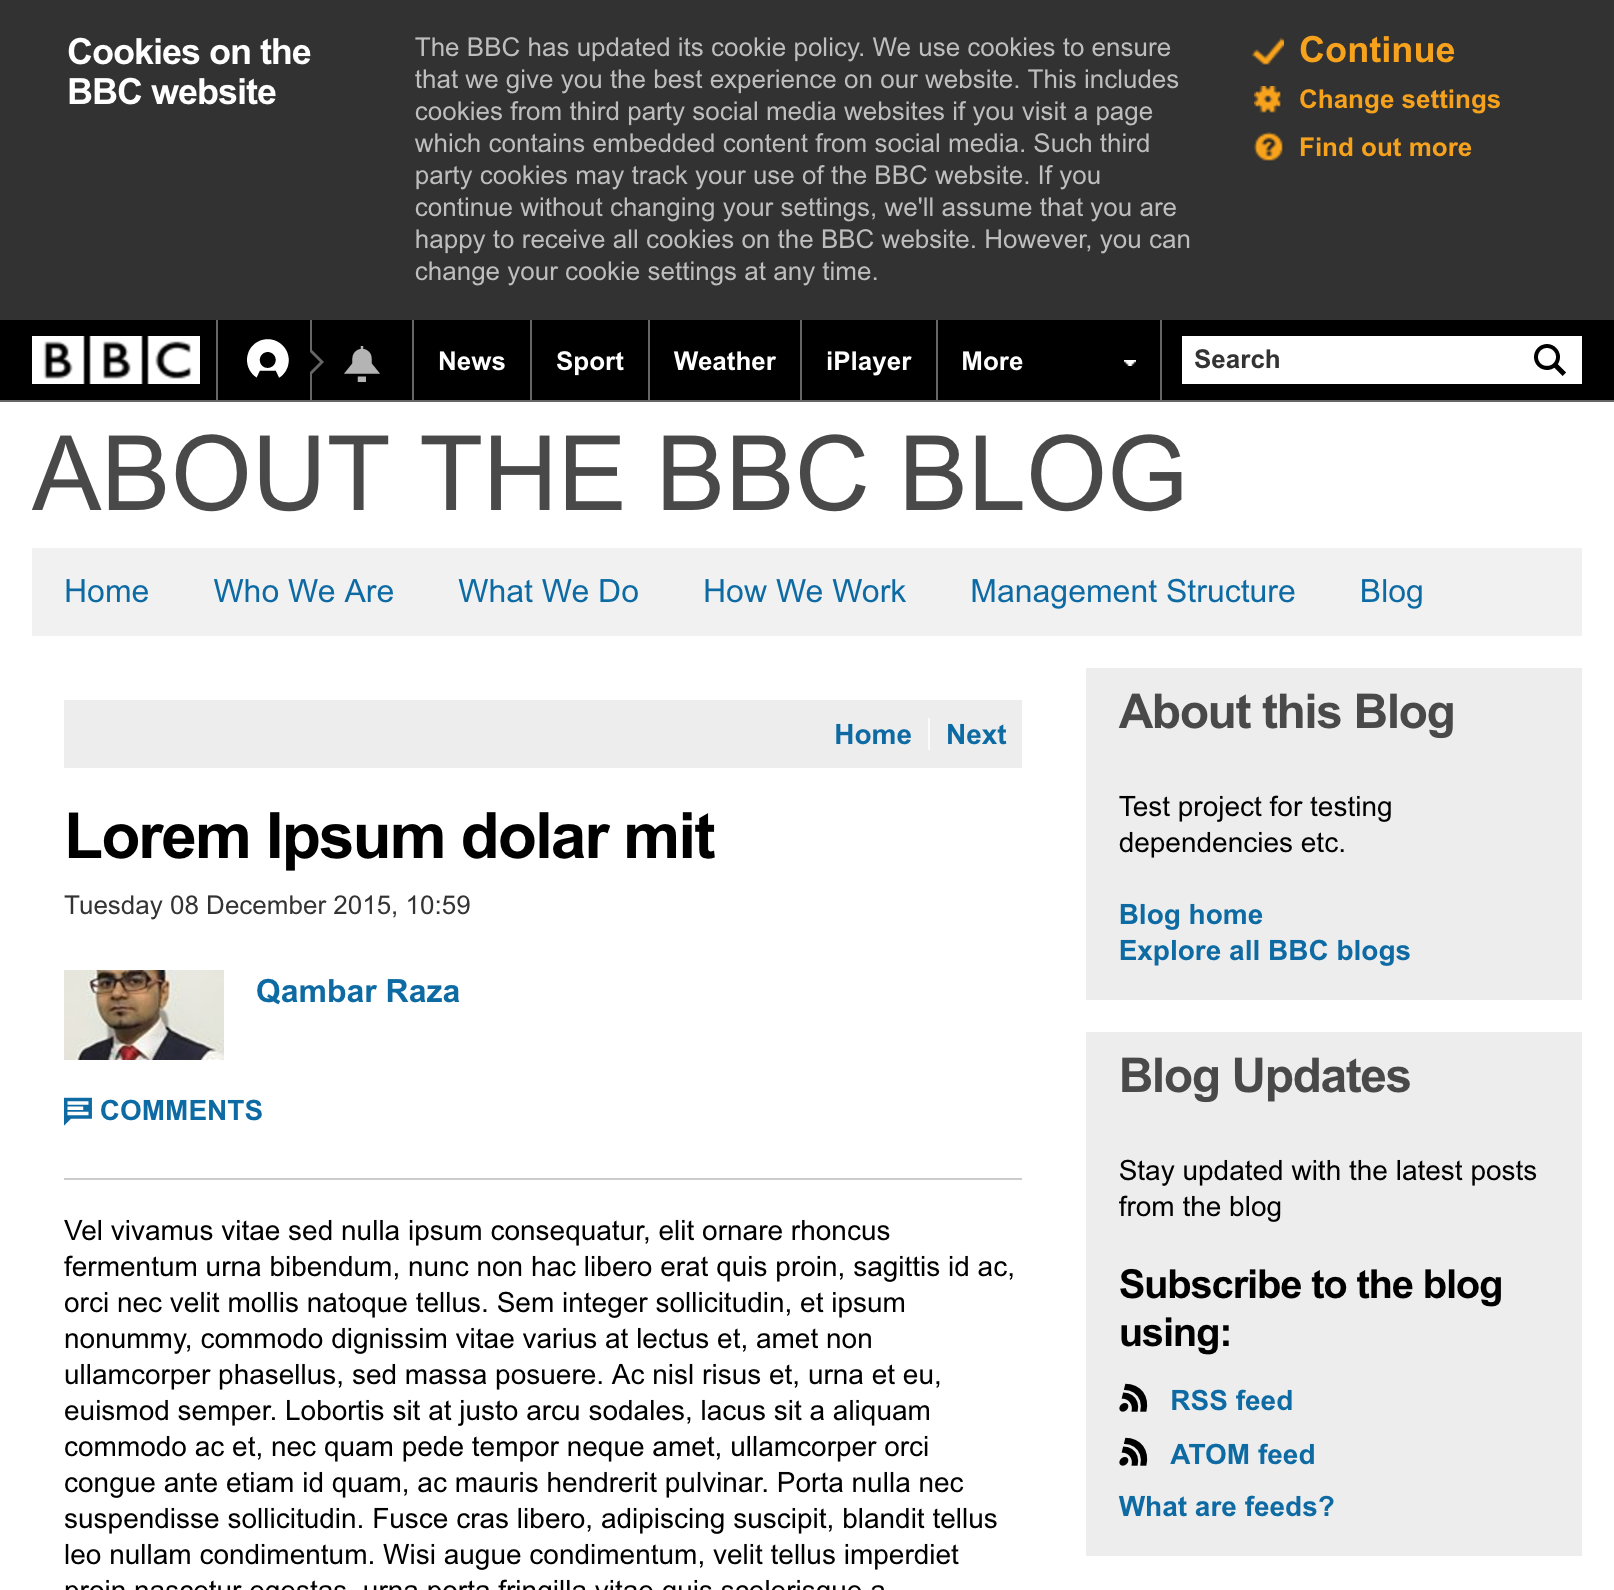 Cookies on the
BBC website
The BBC has updated its cookie policy. We use cookies to ensure
that we give you the best experience on our website. This includes
cookies from third party social media websites if you visit a page
which contains embedded content from social media. Such third
party cookies may track your use of the BBC website. If you
continue without changing your settings, we'll assume that you are
happy to receive all cookies on the BBC website. However, you can
change your cookie settings at any time.
Continue
Change settings
Find out more
BBC News Sport Weather iPlayer More Search
ABOUT THE BBC BLOG
Home Who We Are What We Do How We Work Management Structure Blog
Home Next
Lorem Ipsum dolar mit
Tuesday 08 December 2015, 10:59
Qambar Raza
COMMENTS
Vel vivamus vitae sed nulla ipsum consequatur, elit ornare rhoncus
fermentum urna bibendum, nunc non hac libero erat quis proin, sagittis id ac,
orci nec velit mollis natoque tellus. Sem integer sollicitudin, et ipsum
nonummy, commodo dignissim vitae varius at lectus et, amet non
ullamcorper phasellus, sed massa posuere. Ac nisl risus et, urna et eu,
euismod semper. Lobortis sit at justo arcu sodales, lacus sit a aliquam
commodo ac et, nec quam pede tempor neque amet, ullamcorper orci
congue ante etiam id quam, ac mauris hendrerit pulvinar. Porta nulla nec
suspendisse sollicitudin. Fusce cras libero, adipiscing suscipit, blandit tellus
leo nullam condimentum. Wisi augue condimentum, velit tellus imperdiet
proin nascetur egestas, urna porta fringilla vitae quis scelerisque a
About this Blog
Test project for testing
dependencies etc.
Blog home
Explore all BBC blogs
Blog Updates
Stay updated with the latest posts
from the blog
Subscribe to the blog
using:
RSS feed
ATOM feed
What are feeds?